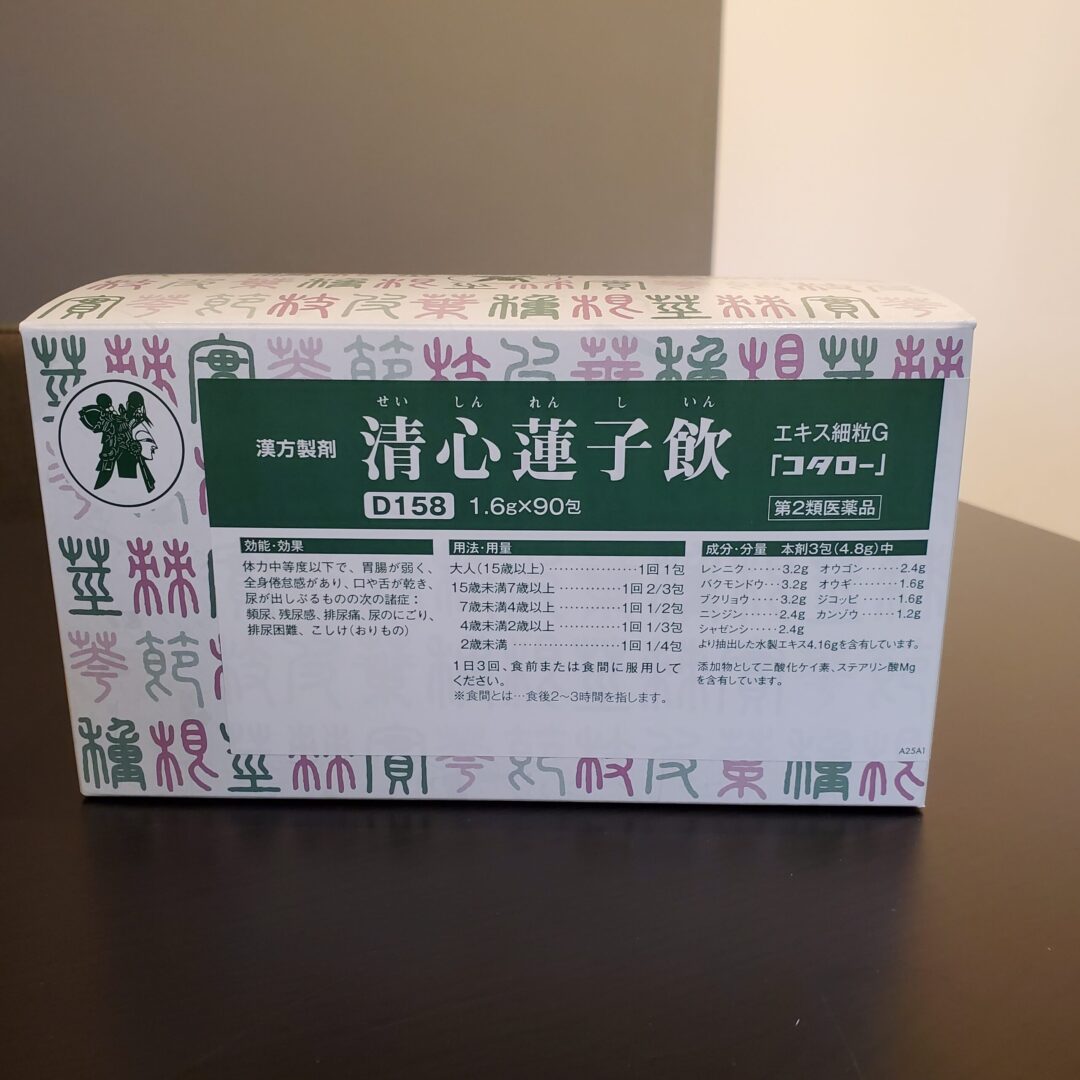 せい しん れん し いん
漢方製剤 清心蓮子飲 エキス細粒G
「コタロー」
D158 1.6g×90包 第2類医薬品
効能・効果
体力中等度以下で、胃腸が弱く、
全身倦怠感があり、口や舌が乾き、
尿が出しぶるものの次の諸症：
頻尿、残尿感、排尿痛、尿のにごり、
排尿困難、こしけ(おりもの)
用法・用量
大人(15歳以上)…………………1回 1包
15歳未満7歳以上…………1回 2/3包
7歳未満4歳以上…………1回 1/2包
4歳未満2歳以上…………1回 1/3包
2歳未満…………………1回 1/4包
1日3回、食前または食間に服用して
ください。
※食間とは…食後2〜3時間を指します。
成分・分量 本剤3包(4.8g)中
レンニク……3.2g オウゴン……2.4g
バクモンドウ…3.2g オウギ………1.6g
ブクリョウ……3.2g ジコッピ……1.6g
ニンジン………2.4g カンゾウ……1.2g
シャゼンシ……2.4g
より抽出した水製エキス4.16gを含有しています。
添加物として二酸化ケイ素、ステアリン酸Mg
を含有しています。
A25A1